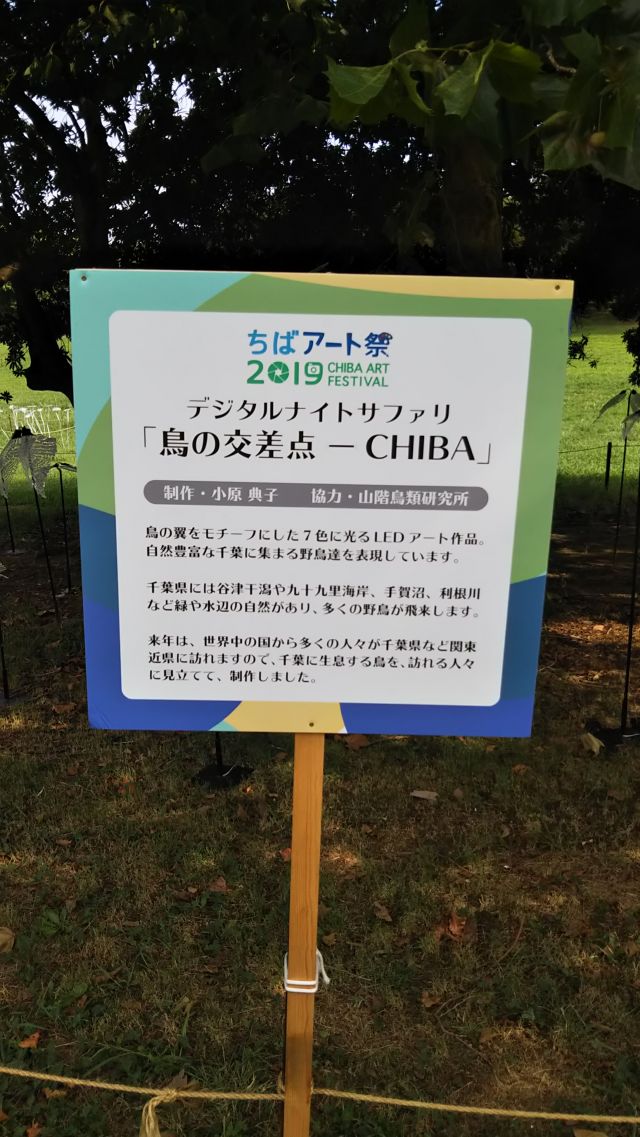 ちばアート祭
2019 CHIBA ART
FESTIVAL
デジタルナイトサファリ
「鳥の交差点 ー CHIBA」
制作・小原 典子 協力・山階鳥類研究所
鳥の翼をモチーフにした7色に光るLEDアート作品。
自然豊富な千葉に集まる野鳥達を表現しています。
千葉県には谷津干潟や九十九里海岸、手賀沼、利根川
など緑や水辺の自然があり、多くの野鳥が飛来します。
来年は、世界中の国から多くの人々が千葉県など関東
近県に訪れますので、千葉に生息する鳥を、訪れる人々
に見立てて、制作しました。